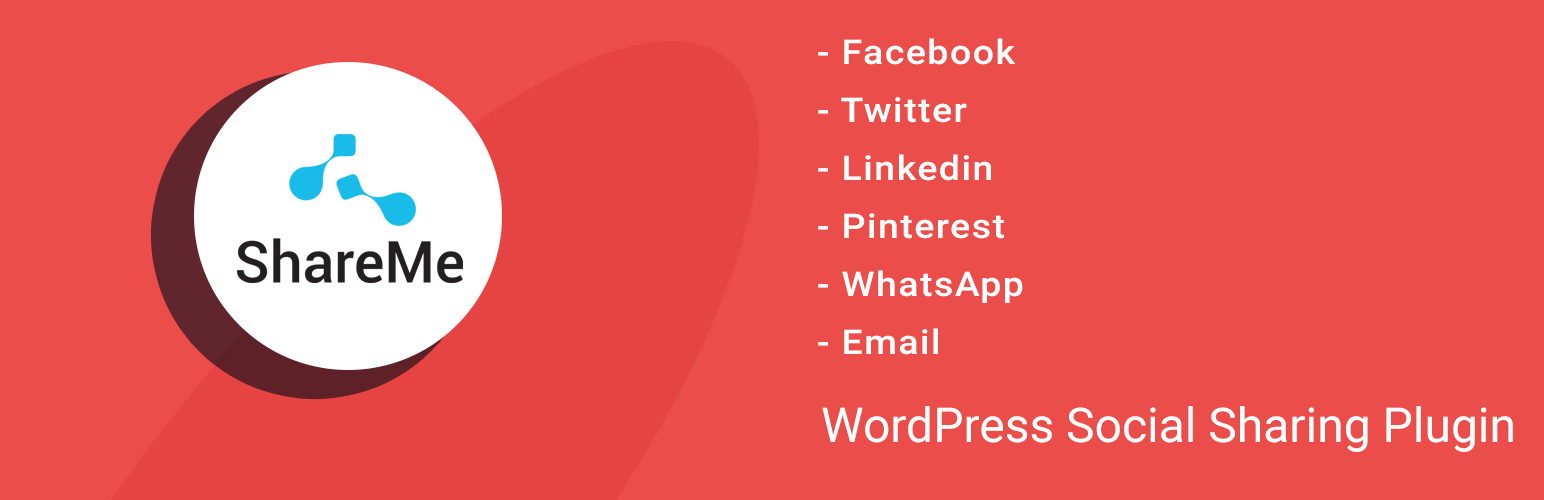 ShareMe
- Facebook
- Twitter
- Linkedin
- Pinterest
- WhatsApp
- Email
WordPress Social Sharing Plugin